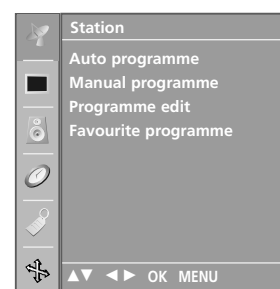 Station
Auto programme
Manual programme
Programme edit
Favourite programme
▲▼ ◄► OK MENU